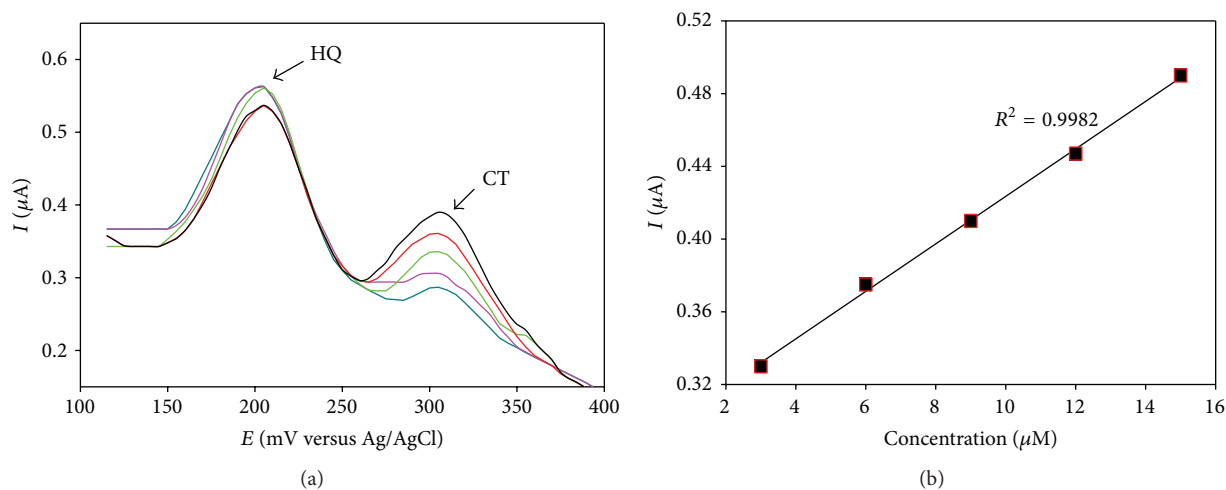 0.6
0.5
0.4
0.3
0.2
I (μA)
HQ
CT
100
150
200
250
300
350
400
E (mV versus Ag/AgCl)
(a)
0.52
0.48
0.44
0.40
0.36
0.32
I (μA)
R² = 0.9982
2
4
6
8
10
12
14
16
Concentration (μM)
(b)